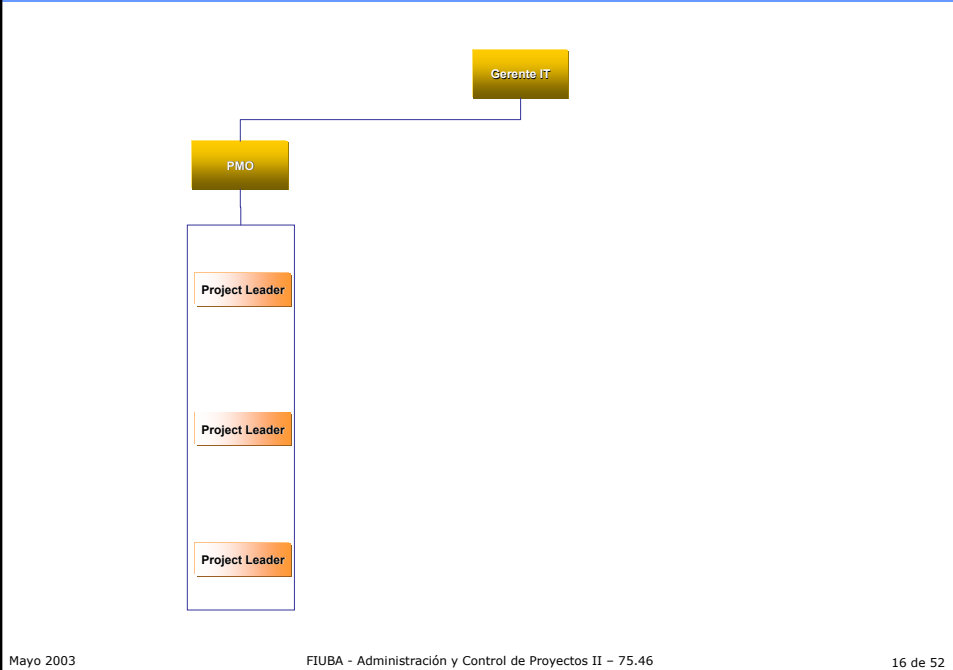 Gerente IT
PMO
Project Leader
Project Leader
Project Leader
Mayo 2003
FIUBA - Administración y Control de Proyectos II – 75.46
16 de 52